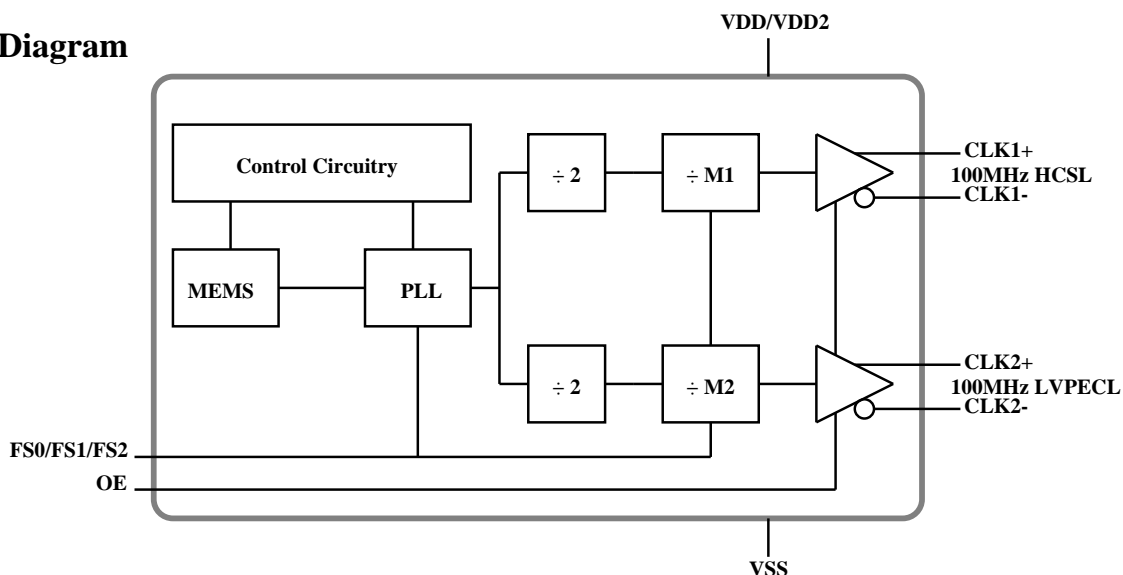 VDD/VDD2
Diagram
Control Circuitry
÷ 2
÷ M1
CLK1+
100MHz HCSL
CLK1-
MEMS
PLL
÷ 2
÷ M2
CLK2+
100MHz LVPECL
CLK2-
FS0/FS1/FS2
OE
VSS